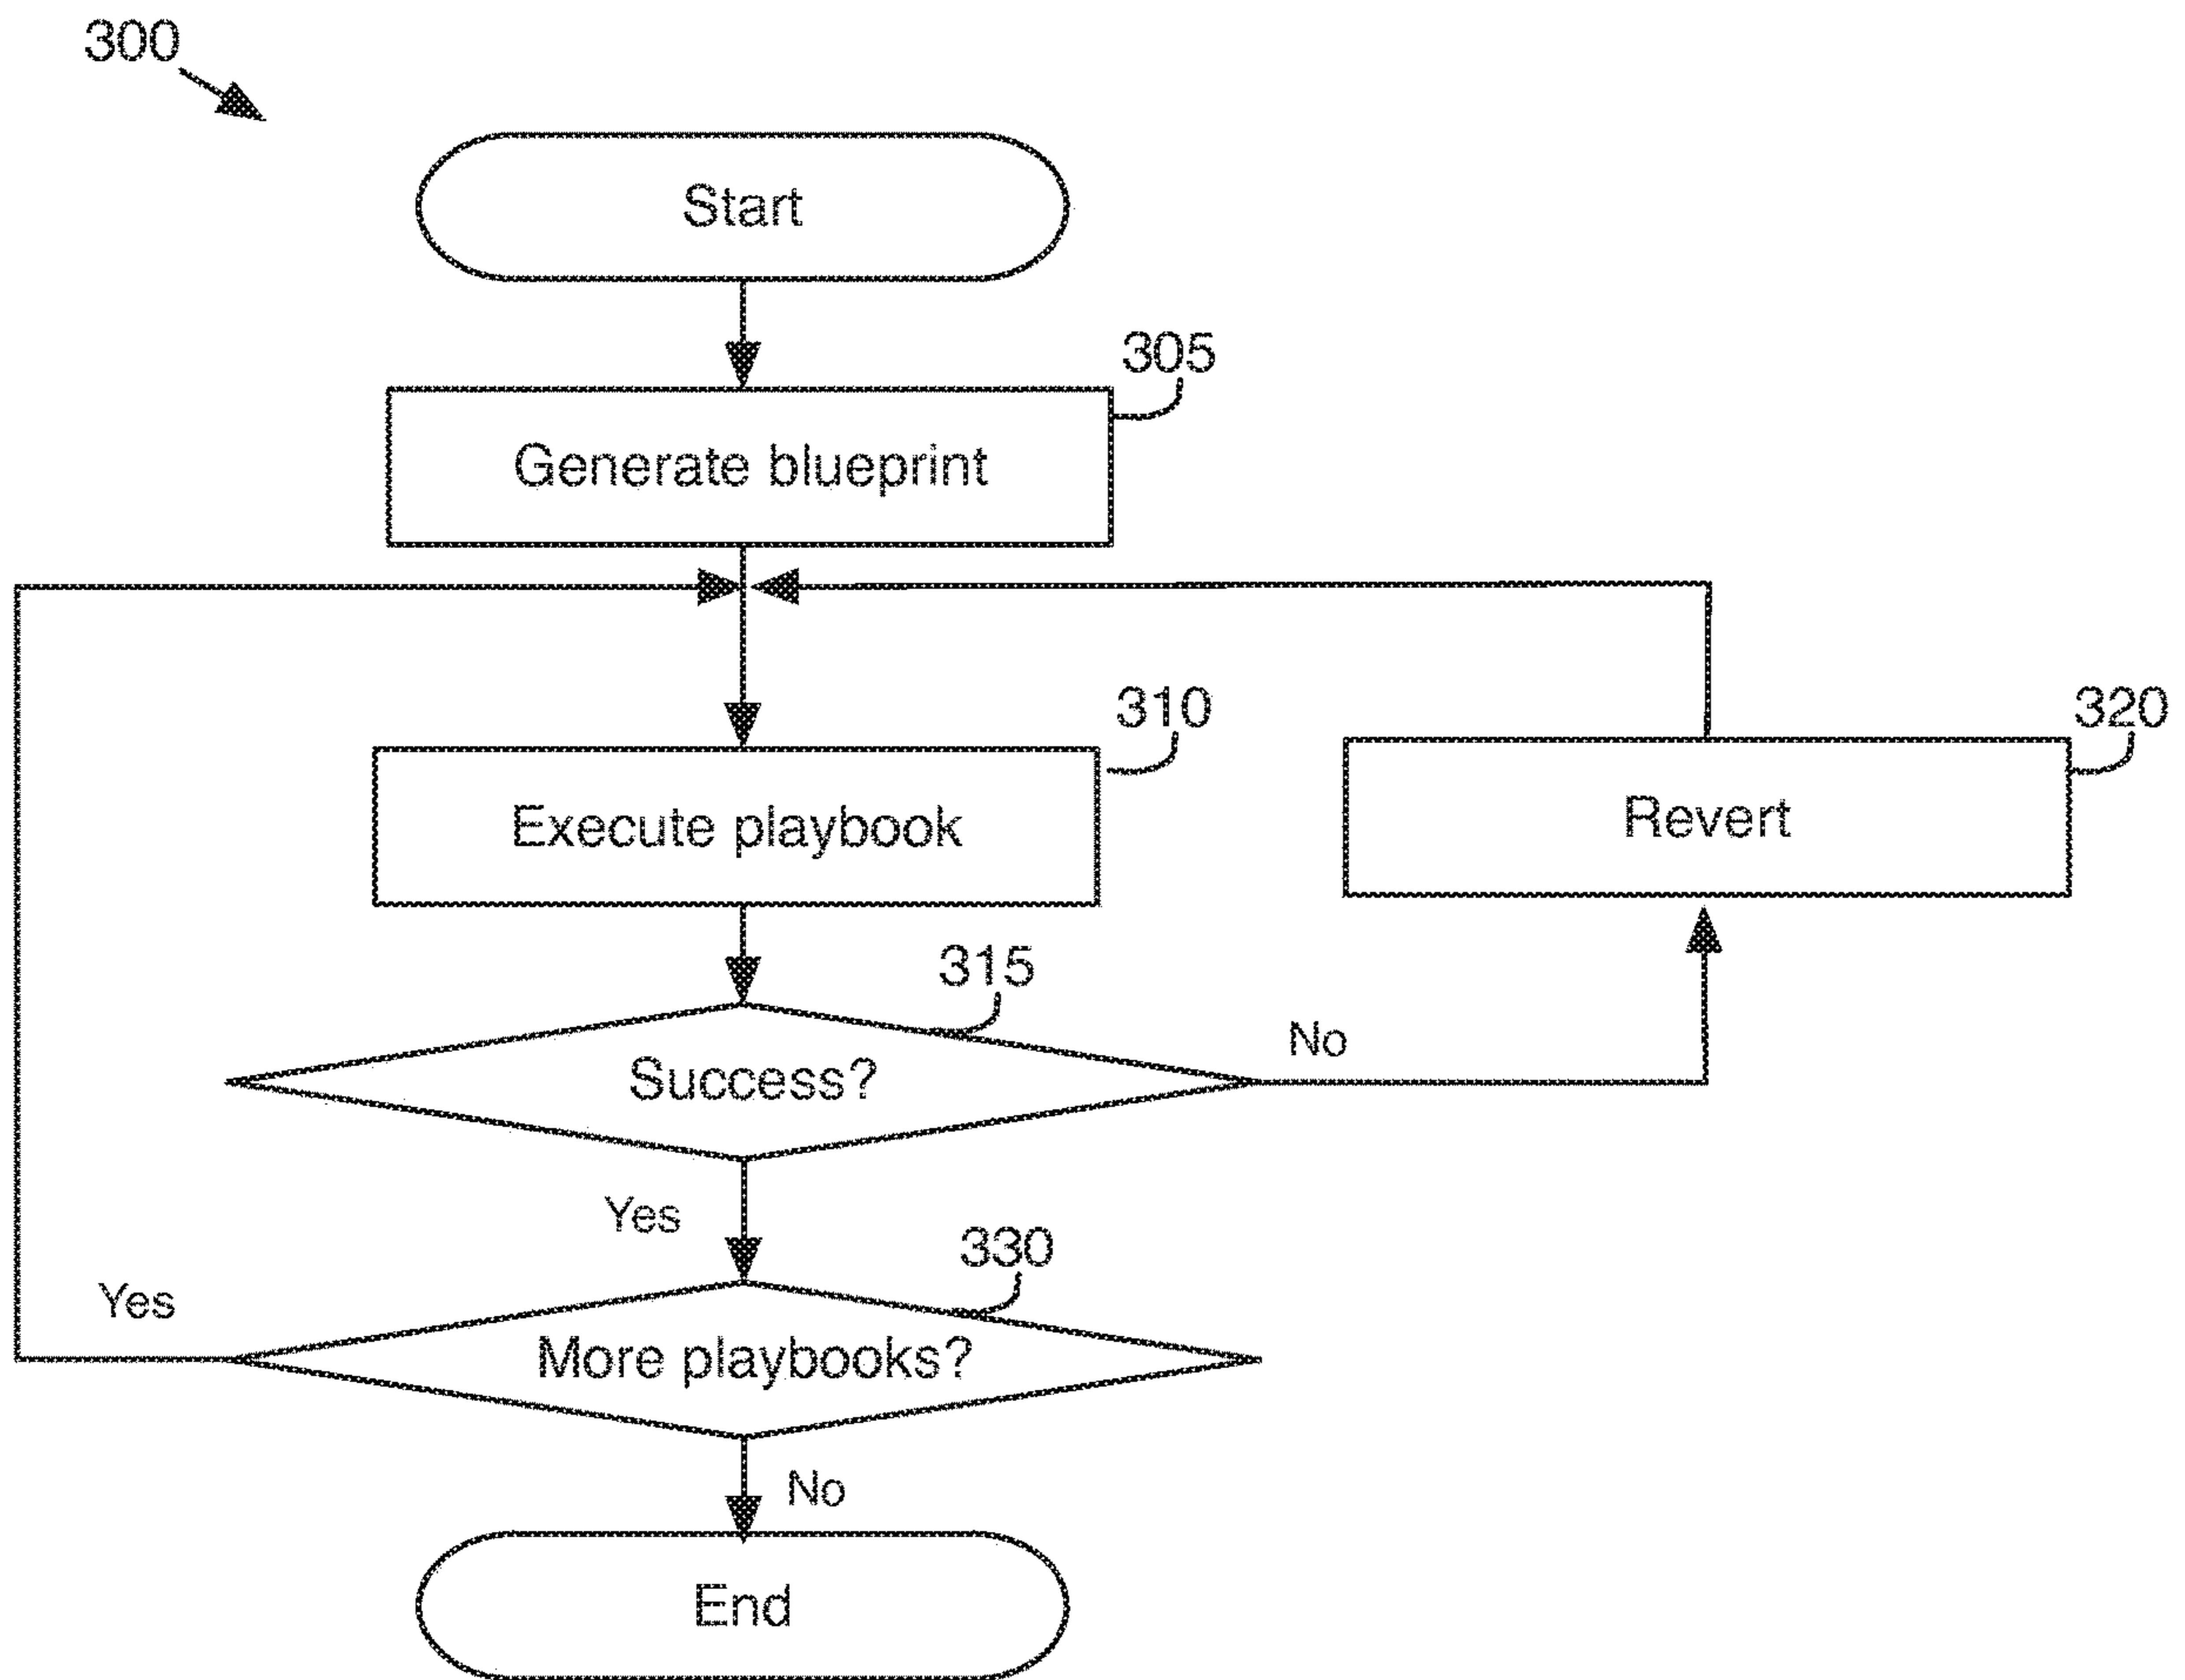 300
Start
305
Generate blueprint
310
320
Execute playbook
Revert
315
No
Success?
Yes
330
Yes
More playbooks?
No
End